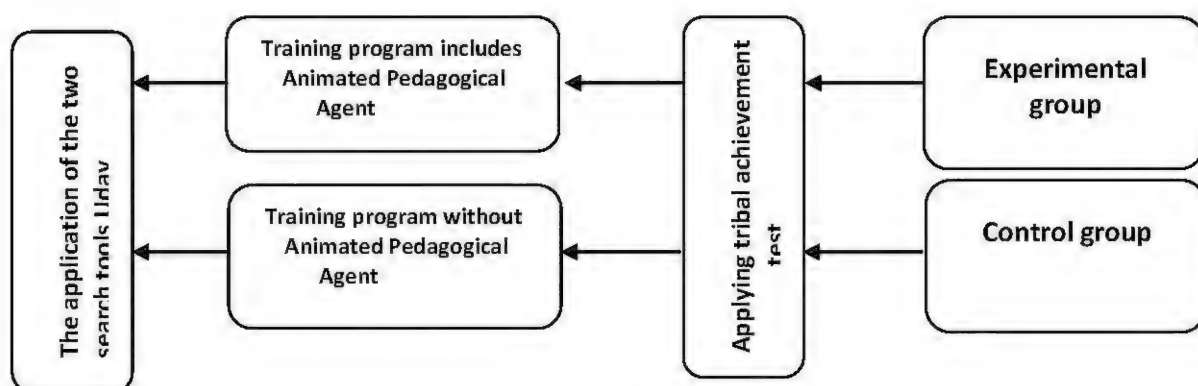 The application of the two
search tools Uday
Training program includes
Animated Pedagogical
Agent
Training program without
Animated Pedagogical
Agent
Applying tribal achievement
test
Experimental
group
Control group